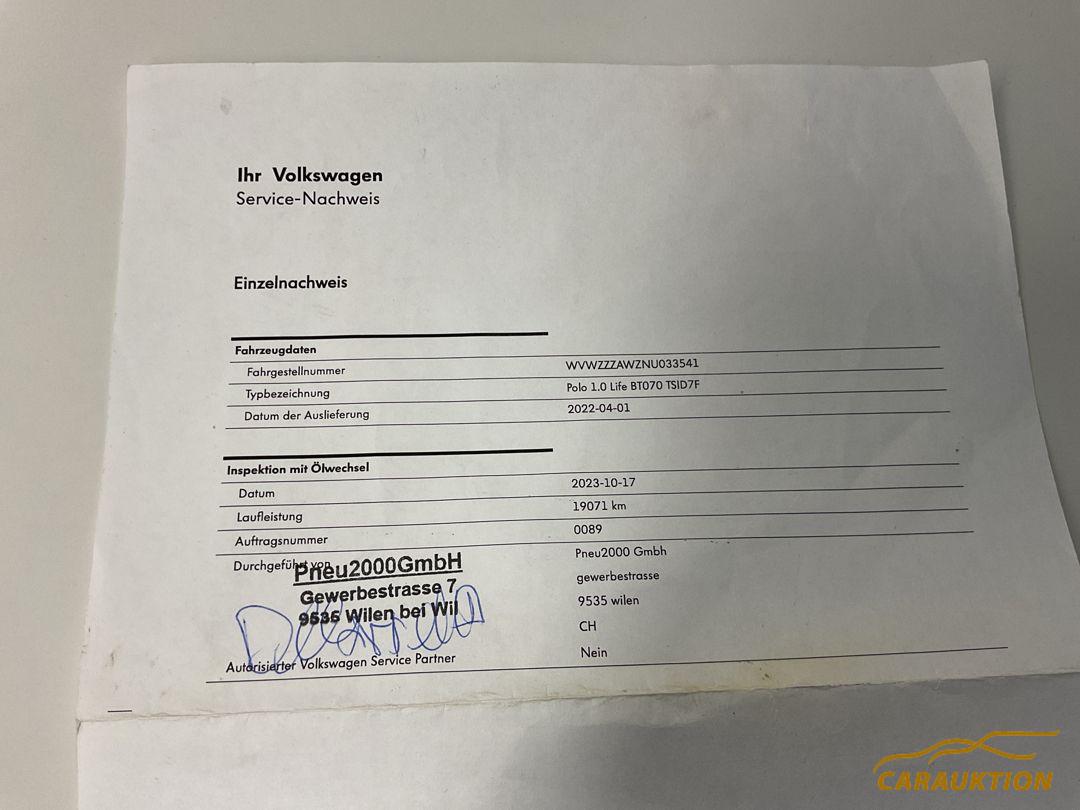 Ihr Volkswagen
Service-Nachweis
Einzelnachweis
Fahrzeugdaten
Fahrgestellnummer WVWZZZAWZNU033541
Typbezeichnung Polo 1.0 Life BT070 TSID7F
Datum der Auslieferung 2022-04-01
Inspektion mit Ölwechsel
Datum 2023-10-17
Laufleistung 19071 km
Auftragsnummer 0089
Durchgeführt von Pneu2000 Gmbh
Pneu2000GmbH
gewerbestrasse
Gewerbestrasse 7
9535 wilen
9535 Wilen bei Wil
CH
Autorisierter Volkswagen Service Partner Nein
CARAUKTION